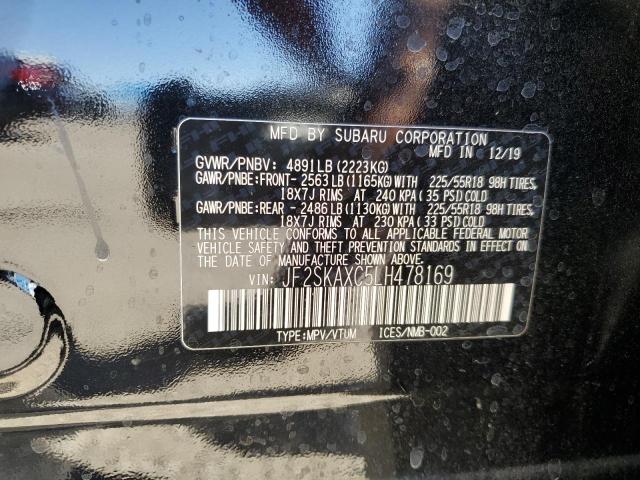 MFD BY SUBARU CORPORATION
MFD IN 12/19
GVWR/PNBV: 4891LB (2223KG)
GAWR/PNBE:FRONT- 2563LB (1165KG) WITH 225/55R18 98H TIRES,
18X7J RIMS AT 240 KPA (35 PSI) COLD
GAWR/PNBE:REAR - 2486LB (1130KG) WITH 225/55R18 98H TIRES,
18X7J RIMS AT 230 KPA (33 PSI) COLD
THIS VEHICLE CONFORMS TO ALL APPLICABLE FEDERAL MOTOR
VEHICLE SAFETY AND THEFT PREVENTION STANDARDS IN EFFECT ON
THE DATE OF MANUFACTURE SHOWN ABOVE.
VIN: JF2SKAXC5LH478169
TYPE:MPV/VTUM ICES/NMB-002